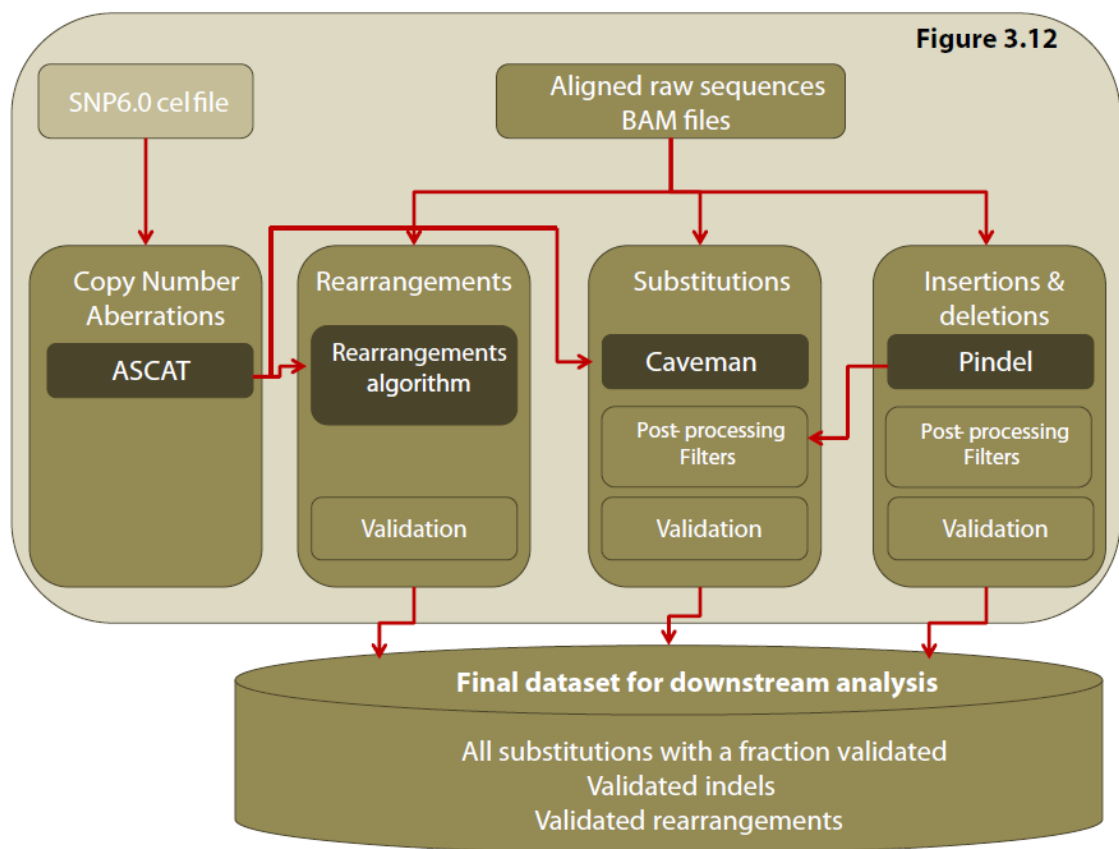 Figure 3.12
SNP6.0 cel file
Aligned raw sequences
BAM files
Copy Number
Aberrations
ASCAT
Rearrangements
Rearrangements
algorithm
Validation
Substitutions
Caveman
Post- processing
Filters
Validation
Insertions &
deletions
Pindel
Post- processing
Filters
Validation
Final dataset for downstream analysis
All substitutions with a fraction validated
Validated indels
Validated rearrangements